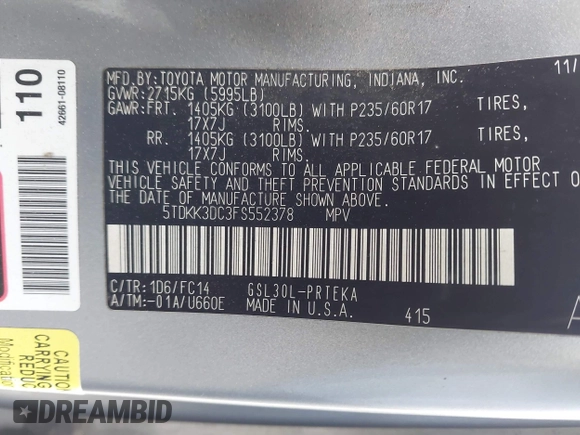 MFD.BY:TOYOTA MOTOR MANUFACTURING, INDIANA, INC. 11/
GVWR:2715KG (5995LB)
GAWR:FRT. 1405KG (3100LB) WITH P235/60R17 TIRES,
17X7J RIMS.
RR. 1405KG (3100LB) WITH P235/60R17 TIRES,
17X7J RIMS.
THIS VEHICLE CONFORMS TO ALL APPLICABLE FEDERAL MOTOR
VEHICLE SAFETY AND THEFT PREVENTION STANDARDS IN EFFECT O
THE DATE OF MANUFACTURE SHOWN ABOVE.
5TDKK3DC3FS552378 MPV
C/TR:1D6/FC14 GSL30L-PRTEKA
A/TM:-01A/U660E MADE IN U.S.A. 415
A
110
42661-08110
CAUTIO
CARRYING
REDUC
Modificatio
DREAMBID